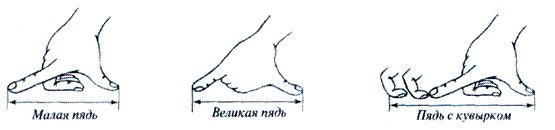 Малая пядь
Великая пядь
Пядь с кувырком